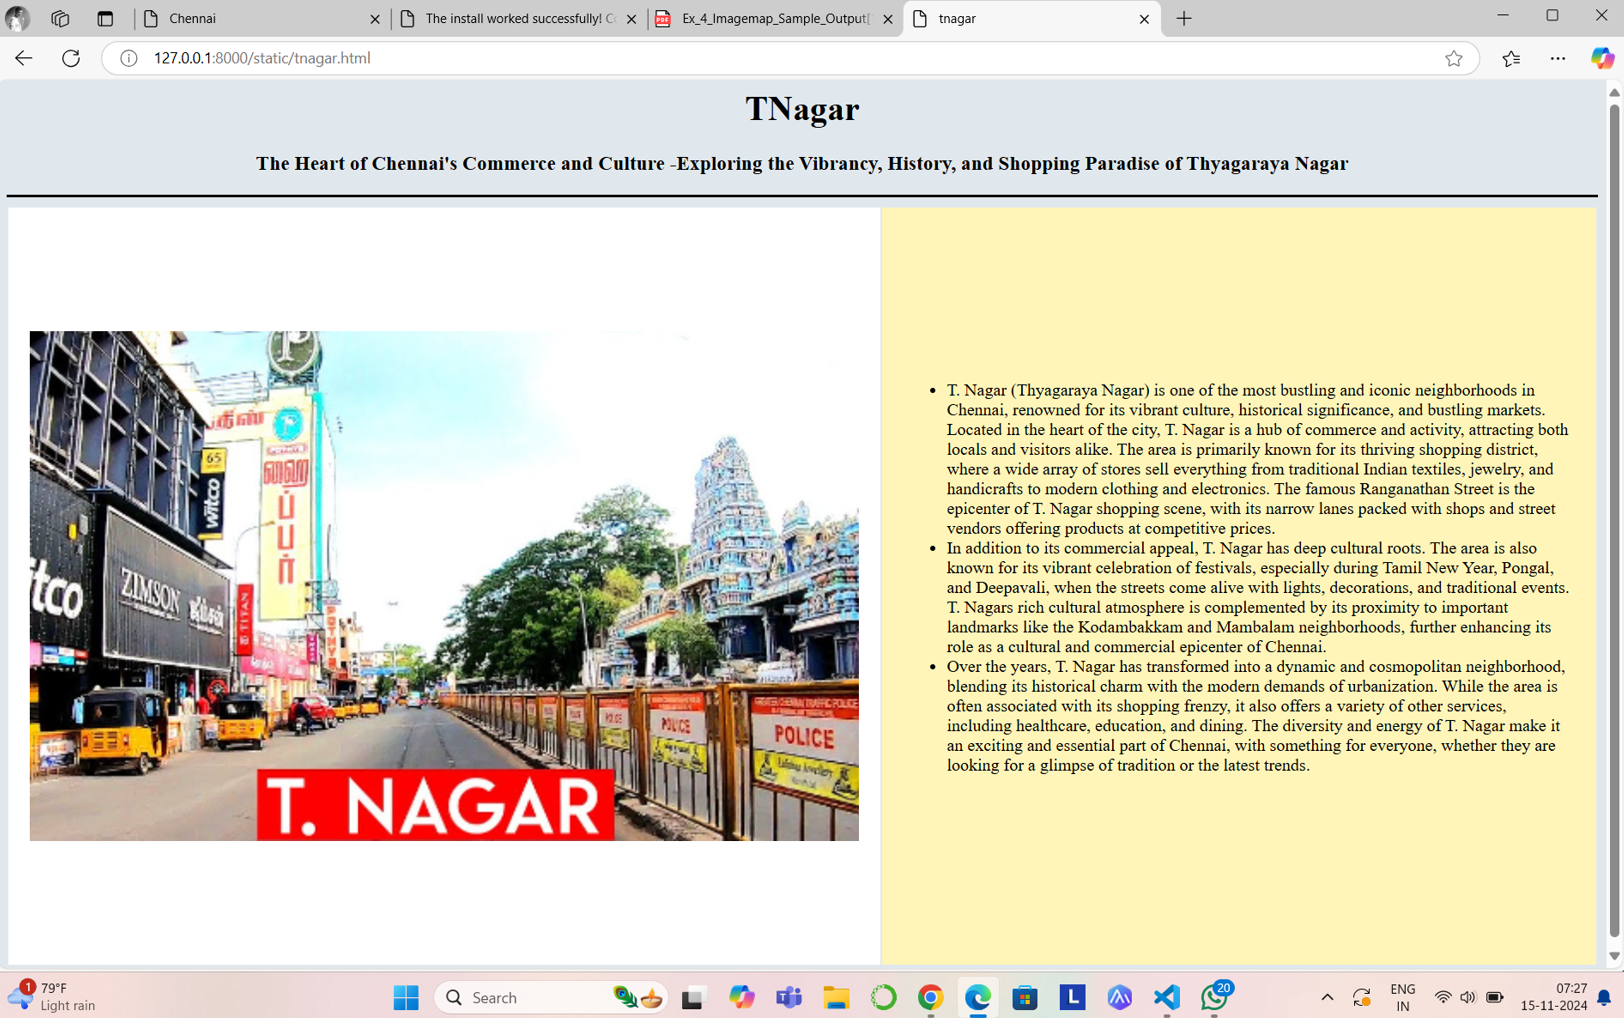 Chennai
The install worked successfully! Co
Ex_4_Imagemap_Sample_Output[
tnagar
127.0.0.1:8000/static/tnagar.html
TNagar
The Heart of Chennai's Commerce and Culture -Exploring the Vibrancy, History, and Shopping Paradise of Thyagaraya Nagar
P
65
witco
ஹை
ப்
பர்
itco
ZIMSON
TITAN
POLICE
POLICE
POLICE
T. NAGAR
T. Nagar (Thyagaraya Nagar) is one of the most bustling and iconic neighborhoods in
Chennai, renowned for its vibrant culture, historical significance, and bustling markets.
Located in the heart of the city, T. Nagar is a hub of commerce and activity, attracting both
locals and visitors alike. The area is primarily known for its thriving shopping district,
where a wide array of stores sell everything from traditional Indian textiles, jewelry, and
handicrafts to modern clothing and electronics. The famous Ranganathan Street is the
epicenter of T. Nagar shopping scene, with its narrow lanes packed with shops and street
vendors offering products at competitive prices.
In addition to its commercial appeal, T. Nagar has deep cultural roots. The area is also
known for its vibrant celebration of festivals, especially during Tamil New Year, Pongal,
and Deepavali, when the streets come alive with lights, decorations, and traditional events.
T. Nagars rich cultural atmosphere is complemented by its proximity to important
landmarks like the Kodambakkam and Mambalam neighborhoods, further enhancing its
role as a cultural and commercial epicenter of Chennai.
Over the years, T. Nagar has transformed into a dynamic and cosmopolitan neighborhood,
blending its historical charm with the modern demands of urbanization. While the area is
often associated with its shopping frenzy, it also offers a variety of other services,
including healthcare, education, and dining. The diversity and energy of T. Nagar make it
an exciting and essential part of Chennai, with something for everyone, whether they are
looking for a glimpse of tradition or the latest trends.
1
79°F
Light rain
Search
L
20
ENG
IN
07:27
15-11-2024